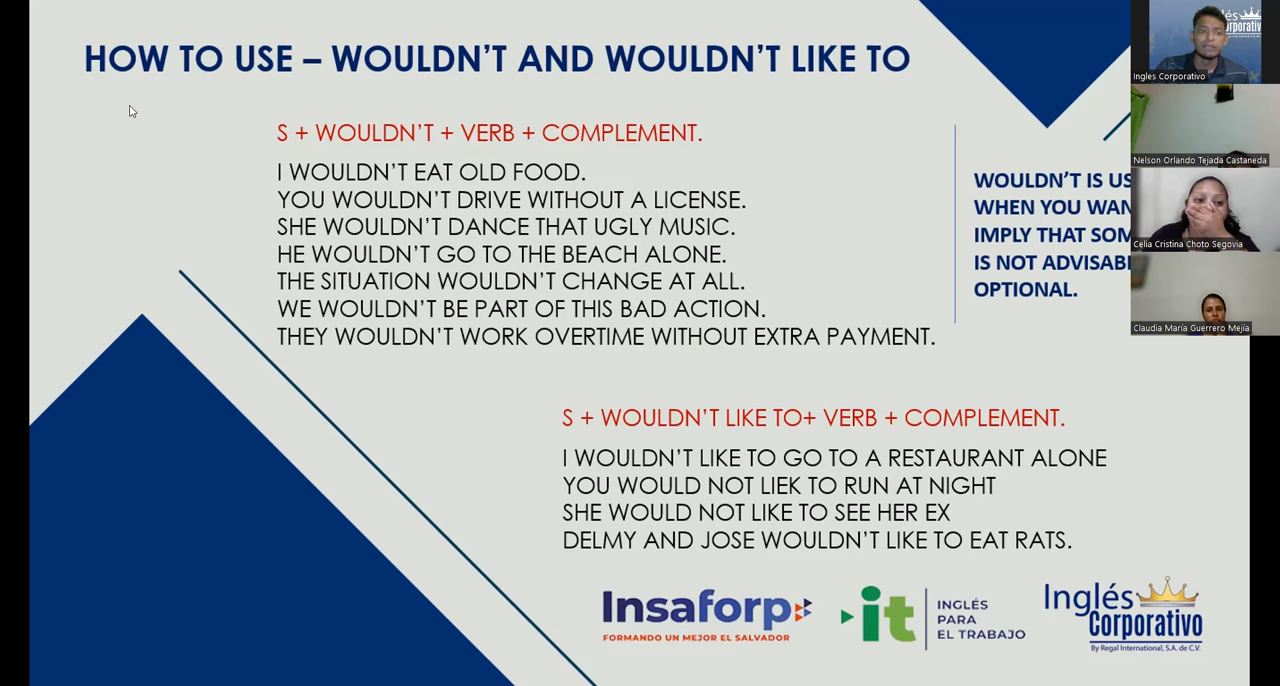 HOW TO USE – WOULDN'T AND WOULDN'T LIKE TO
S + WOULDN'T + VERB + COMPLEMENT.
I WOULDN'T EAT OLD FOOD.
YOU WOULDN'T DRIVE WITHOUT A LICENSE.
SHE WOULDN'T DANCE THAT UGLY MUSIC.
HE WOULDN'T GO TO THE BEACH ALONE.
THE SITUATION WOULDN'T CHANGE AT ALL.
WE WOULDN'T BE PART OF THIS BAD ACTION.
THEY WOULDN'T WORK OVERTIME WITHOUT EXTRA PAYMENT.
WOULDN'T IS
WHEN YOU
IMPLY THAT
IS NOT
OPTIONAL.
S + WOULDN'T LIKE TO+ VERB + COMPLEMENT.
I WOULDN'T LIKE TO GO TO A RESTAURANT ALONE
YOU WOULD NOT LIEK TO RUN AT NIGHT
SHE WOULD NOT LIKE TO SEE HER EX
DELMY AND JOSE WOULDN'T LIKE TO EAT RATS.
Insaforp
FORMANDO UN MEJOR EL SALVADOR
it
INGLÉS
PARA
EL TRABAJO
Inglés
Corporativo
By Regal International, S.A. de C.V.
Ingles Corporativo
Nelson Orlando Tejada Castaneda
Celia Cristina Choto Segovia
Claudia María Guerrero Mejía